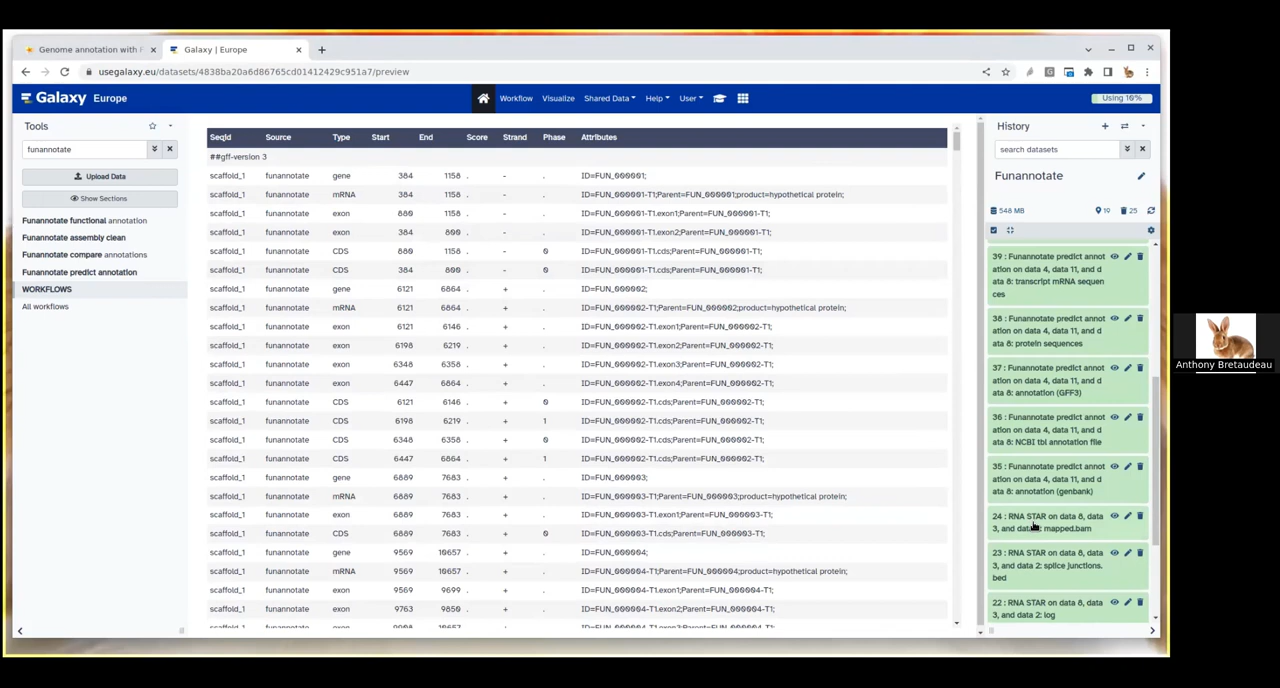 Genome annotation with F
Galaxy | Europe
usegalaxy.eu/datasets/4838ba20a6d86765cd01412429c951a7/preview
Galaxy Europe
Workflow Visualize Shared Data Help User
Using 16%
Tools
funannotate
Upload Data
Show Sections
Funannotate functional annotation
Funannotate assembly clean
Funannotate compare annotations
Funannotate predict annotation
WORKFLOWS
All workflows
SeqId Source Type Start End Score Strand Phase Attributes
##gff-version 3
scaffold_1 funannotate gene 384 1158 . - . ID=FUN_000001;
scaffold_1 funannotate mRNA 384 1158 . - . ID=FUN_000001-T1;Parent=FUN_000001;product=hypothetical protein;
scaffold_1 funannotate exon 880 1158 . - . ID=FUN_000001-T1.exon1;Parent=FUN_000001-T1;
scaffold_1 funannotate exon 384 800 . - . ID=FUN_000001-T1.exon2;Parent=FUN_000001-T1;
scaffold_1 funannotate CDS 880 1158 . - 0 ID=FUN_000001-T1.cds;Parent=FUN_000001-T1;
scaffold_1 funannotate CDS 384 800 . - 0 ID=FUN_000001-T1.cds;Parent=FUN_000001-T1;
scaffold_1 funannotate gene 6121 6864 . + . ID=FUN_000002;
scaffold_1 funannotate mRNA 6121 6864 . + . ID=FUN_000002-T1;Parent=FUN_000002;product=hypothetical protein;
scaffold_1 funannotate exon 6121 6146 . + . ID=FUN_000002-T1.exon1;Parent=FUN_000002-T1;
scaffold_1 funannotate exon 6198 6219 . + . ID=FUN_000002-T1.exon2;Parent=FUN_000002-T1;
scaffold_1 funannotate exon 6348 6358 . + . ID=FUN_000002-T1.exon3;Parent=FUN_000002-T1;
scaffold_1 funannotate exon 6447 6864 . + . ID=FUN_000002-T1.exon4;Parent=FUN_000002-T1;
scaffold_1 funannotate CDS 6121 6146 . + 0 ID=FUN_000002-T1.cds;Parent=FUN_000002-T1;
scaffold_1 funannotate CDS 6198 6219 . + 1 ID=FUN_000002-T1.cds;Parent=FUN_000002-T1;
scaffold_1 funannotate CDS 6348 6358 . + 0 ID=FUN_000002-T1.cds;Parent=FUN_000002-T1;
scaffold_1 funannotate CDS 6447 6864 . + 1 ID=FUN_000002-T1.cds;Parent=FUN_000002-T1;
scaffold_1 funannotate gene 6889 7683 . + . ID=FUN_000003;
scaffold_1 funannotate mRNA 6889 7683 . + . ID=FUN_000003-T1;Parent=FUN_000003;product=hypothetical protein;
scaffold_1 funannotate exon 6889 7683 . + . ID=FUN_000003-T1.exon1;Parent=FUN_000003-T1;
scaffold_1 funannotate CDS 6889 7683 . + 0 ID=FUN_000003-T1.cds;Parent=FUN_000003-T1;
scaffold_1 funannotate gene 9569 10657 . + . ID=FUN_000004;
scaffold_1 funannotate mRNA 9569 10657 . + . ID=FUN_000004-T1;Parent=FUN_000004;product=hypothetical protein;
scaffold_1 funannotate exon 9569 9699 . + . ID=FUN_000004-T1.exon1;Parent=FUN_000004-T1;
scaffold_1 funannotate exon 9763 9850 . + . ID=FUN_000004-T1.exon2;Parent=FUN_000004-T1;
History
search datasets
Funannotate
548 MB 19 25
39 : Funannotate predict annot
ation on data 4, data 11, and d
ata 8: transcript mRNA sequen
ces
38 : Funannotate predict annot
ation on data 4, data 11, and d
ata 8: protein sequences
37 : Funannotate predict annot
ation on data 4, data 11, and d
ata 8: annotation (GFF3)
36 : Funannotate predict annot
ation on data 4, data 11, and d
ata 8: NCBI tbl annotation file
35 : Funannotate predict annot
ation on data 4, data 11, and d
ata 8: annotation (genbank)
24 : RNA STAR on data 8, data
3, and data 2: mapped.bam
23 : RNA STAR on data 8, data
3, and data 2: splice junctions.
bed
22 : RNA STAR on data 8, data
3, and data 2: log
Anthony Bretaudeau